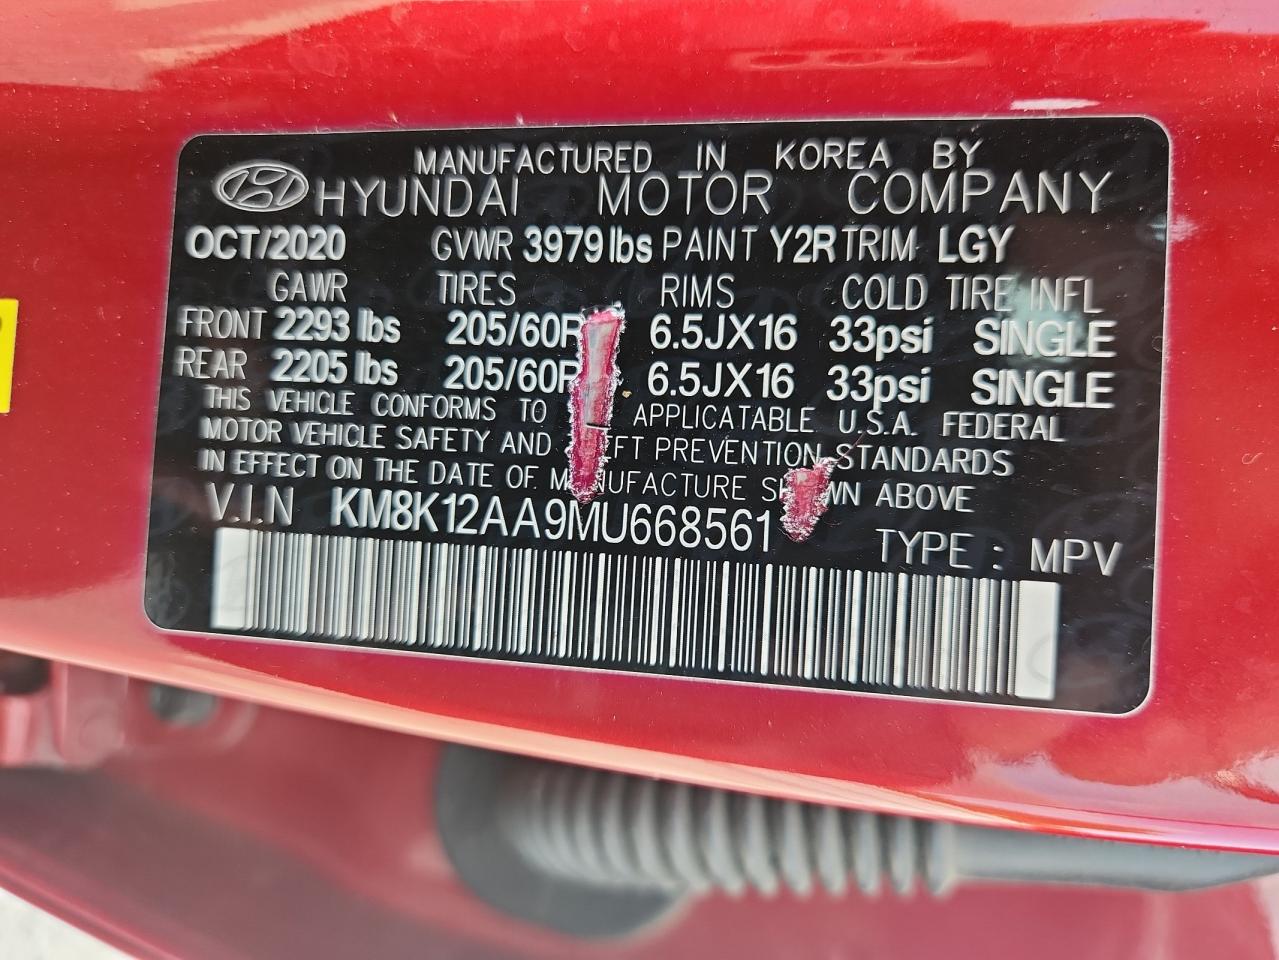 MANUFACTURED IN KOREA BY
HYUNDAI MOTOR COMPANY
OCT/2020 GVWR 3979 lbs PAINT Y2R TRIM LGY
GAWR TIRES RIMS COLD TIRE INFL
FRONT 2293 lbs 205/60R 6.5JX16 33psi SINGLE
REAR 2205 lbs 205/60R 6.5JX16 33psi SINGLE
THIS VEHICLE CONFORMS TO APPLICATABLE U.S.A. FEDERAL
MOTOR VEHICLE SAFETY AND EFT PREVENTION STANDARDS
IN EFFECT ON THE DATE OF M NUFACTURE S WN ABOVE
V.I.N KM8K12AA9MU668561 TYPE : MPV